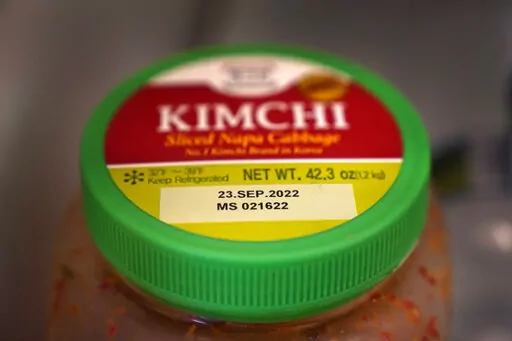 KIMCHI
Sliced Napa Cabbage
No.1 Kimchi Brand in Korea
32°F ~ 39°F
Keep Refrigerated
NET WT. 42.3 oz(1.2 kg)
23.SEP.2022
MS 021622